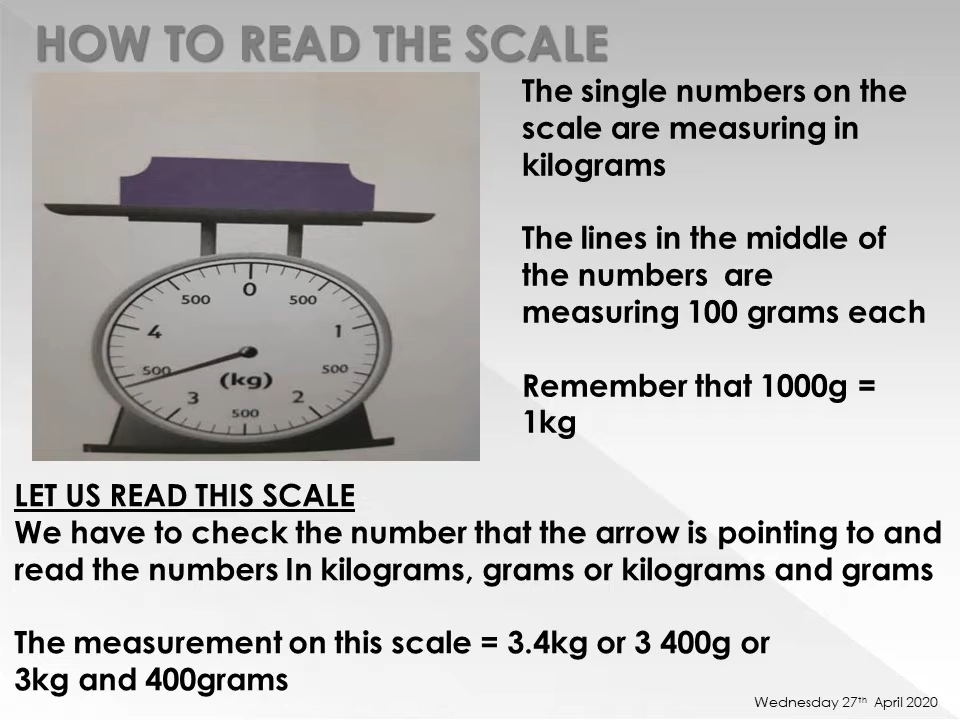 HOW TO READ THE SCALE
The single numbers on the
scale are measuring in
kilograms
The lines in the middle of
the numbers are
measuring 100 grams each
Remember that 1000g =
1kg
0
500
500
4
1
500
500
(kg)
3
2
500
LET US READ THIS SCALE
We have to check the number that the arrow is pointing to and
read the numbers In kilograms, grams or kilograms and grams
The measurement on this scale = 3.4kg or 3 400g or
3kg and 400grams
Wednesday 27th April 2020